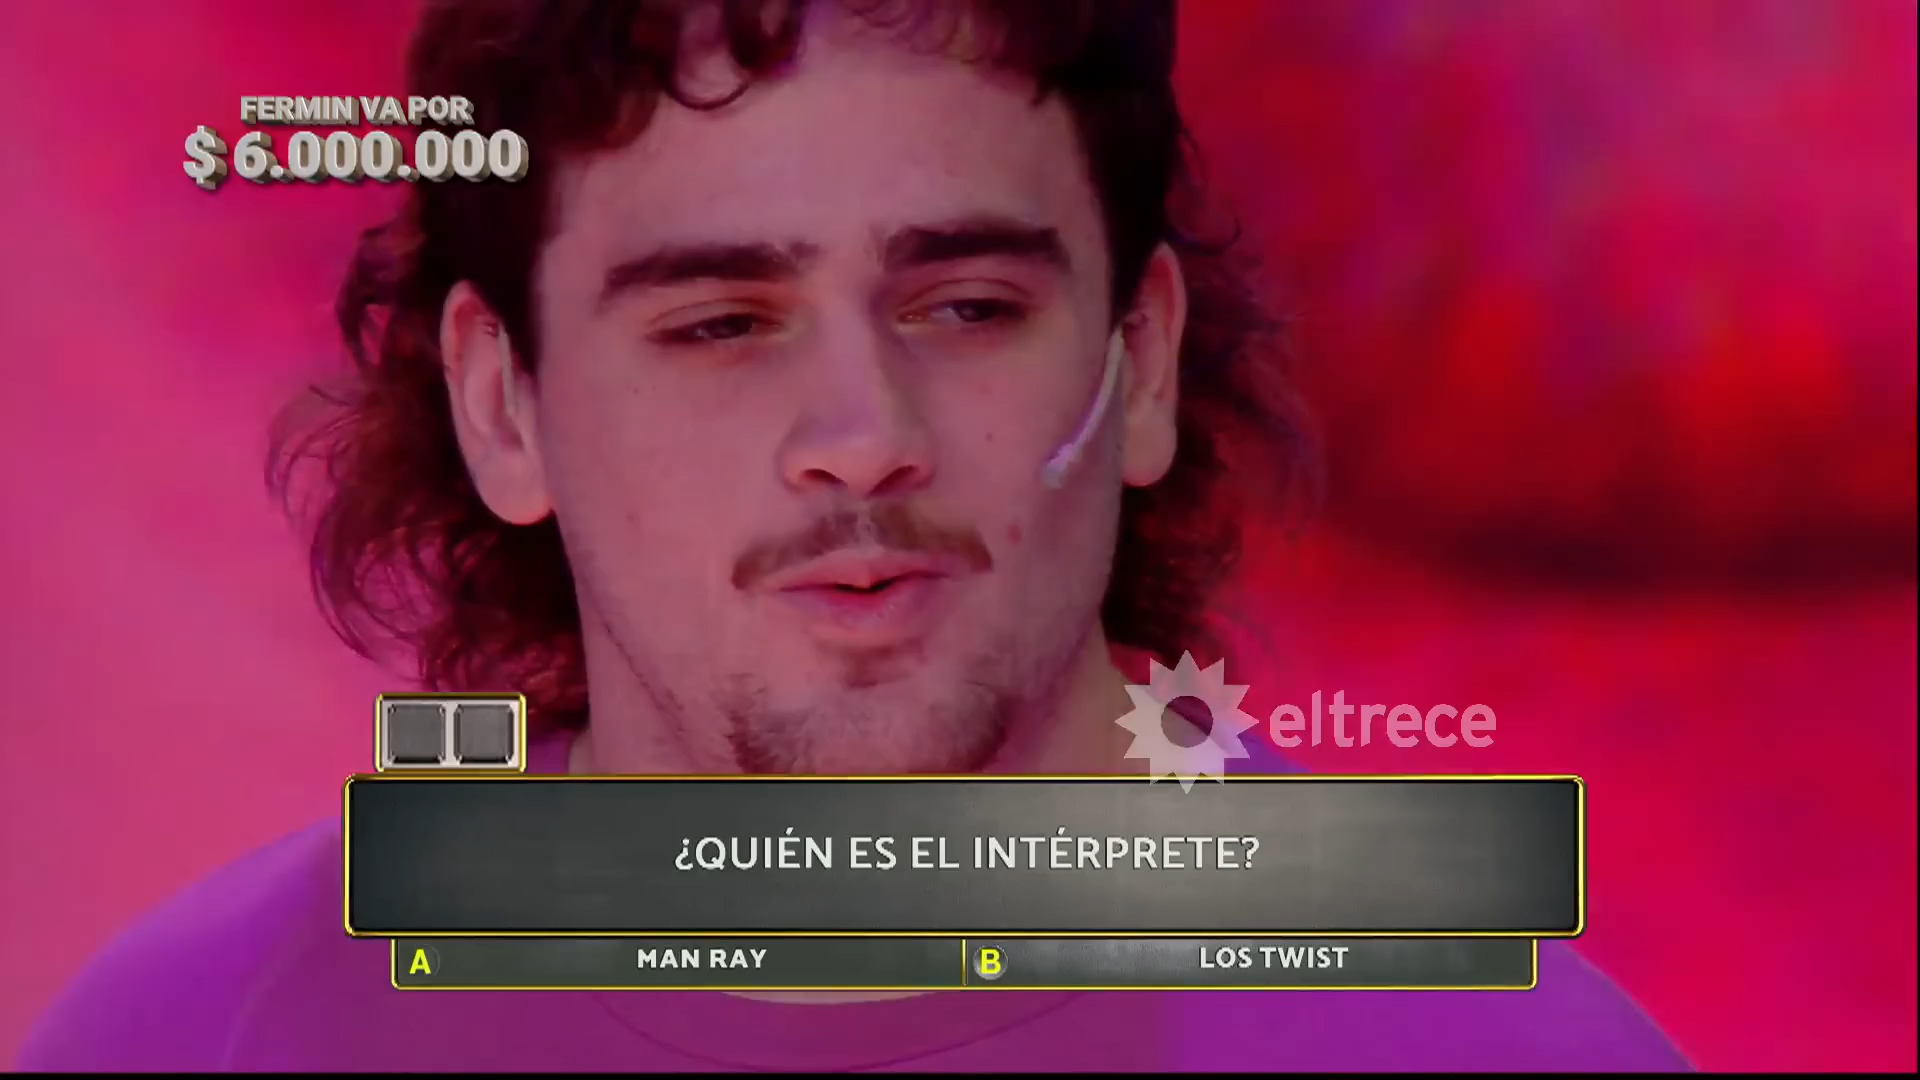 FERMIN VA POR
$ 6.000.000
eltrece
¿QUIÉN ES EL INTÉRPRETE?
A MAN RAY
B LOS TWIST